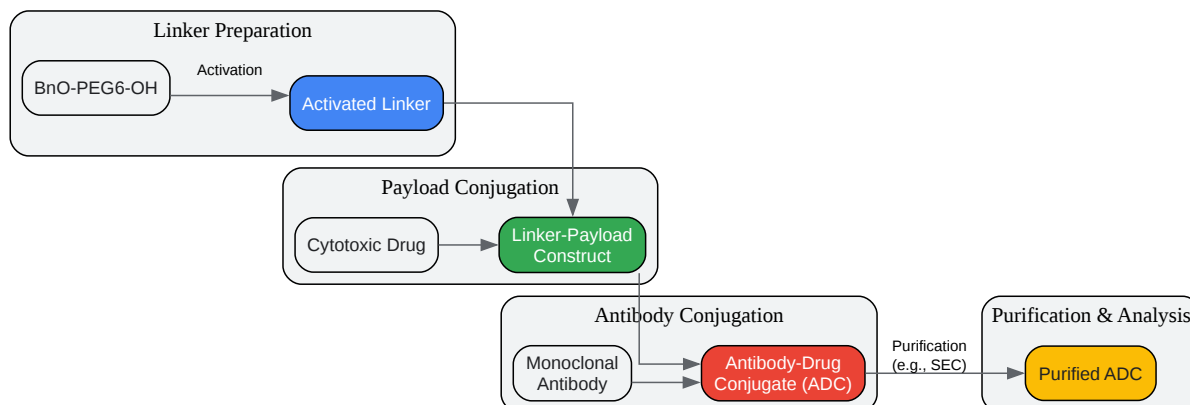 Linker Preparation
BnO-PEG6-OH
Activation
Activated Linker
Payload Conjugation
Cytotoxic Drug
Linker-Payload
Construct
Antibody Conjugation
Monoclonal
Antibody
Antibody-Drug
Conjugate (ADC)
Purification
(e.g., SEC)
Purification & Analysis
Purified ADC